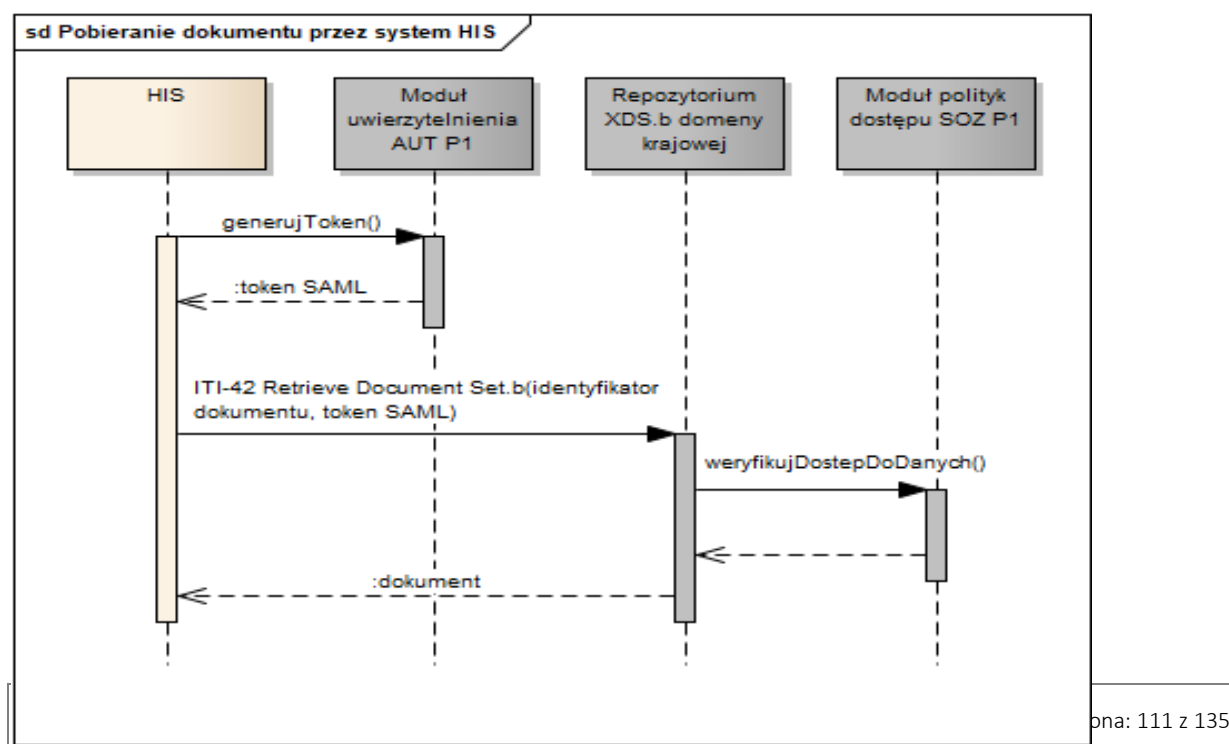 sd Pobieranie dokumentu przez system HIS
HIS
Moduł
uwierzytelnienia
AUT P1
Repozytorium
XDS.b domeny
krajowej
Moduł polityk
dostępu SOZ P1
generujToken()
:token SAML
ITI-42 Retrieve Document Set.b(identyfikator
dokumentu, token SAML)
weryfikujDostepDoDanych()
:dokument
ona: 111 z 135